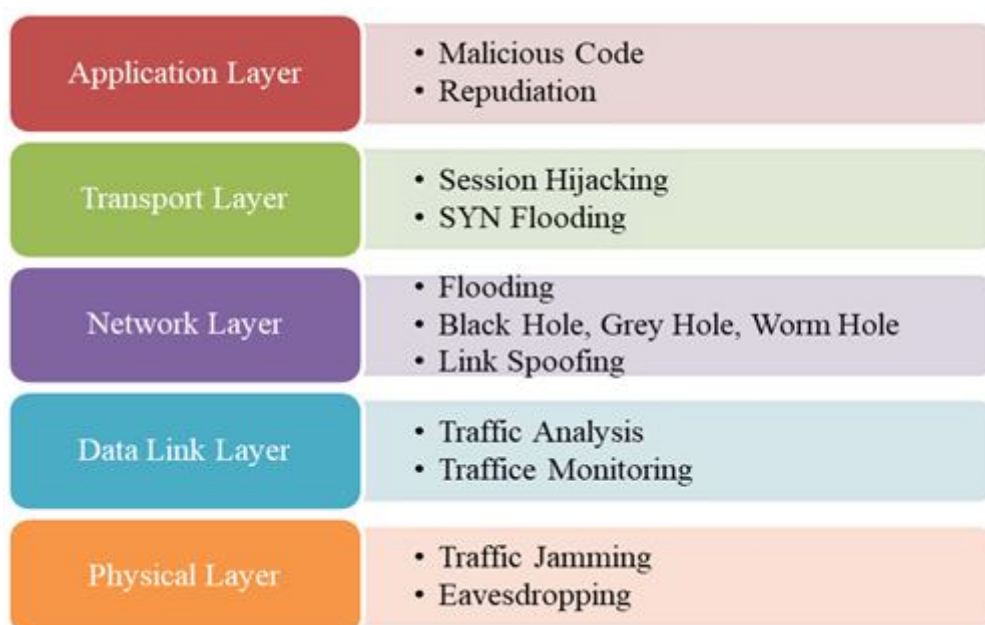 Application Layer
• Malicious Code
• Repudiation
Transport Layer
• Session Hijacking
• SYN Flooding
Network Layer
• Flooding
• Black Hole, Grey Hole, Worm Hole
• Link Spoofing
Data Link Layer
• Traffic Analysis
• Traffice Monitoring
Physical Layer
• Traffic Jamming
• Eavesdropping